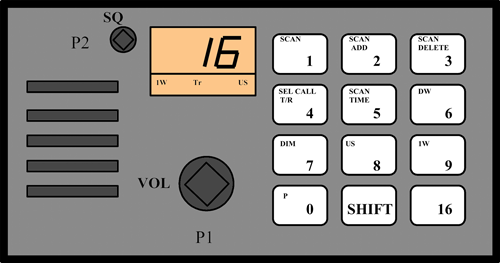 SQ
P2
16
1W Tr US
VOL
P1
SCAN
1
SCAN
ADD
2
SCAN
DELETE
3
SEL CALL
T/R
4
SCAN
TIME
5
DW
6
DIM
7
US
8
1W
9
P
0
SHIFT
16